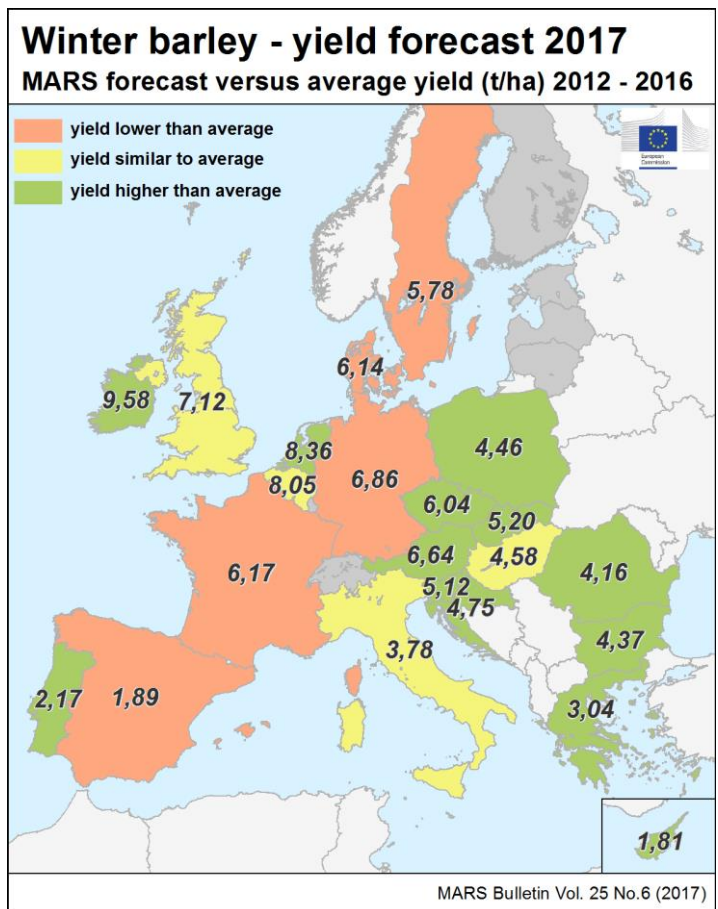 Winter barley - yield forecast 2017
MARS forecast versus average yield (t/ha) 2012 - 2016
yield lower than average
yield similar to average
yield higher than average
European
Commission
5,78
6,14
9,58
7,12
8,36
4,46
8,05
6,86
6,04
5,20
6,64
4,58
6,17
5,12
4,16
4,75
3,78
4,37
2,17
1,89
3,04
1,81
MARS Bulletin Vol. 25 No.6 (2017)